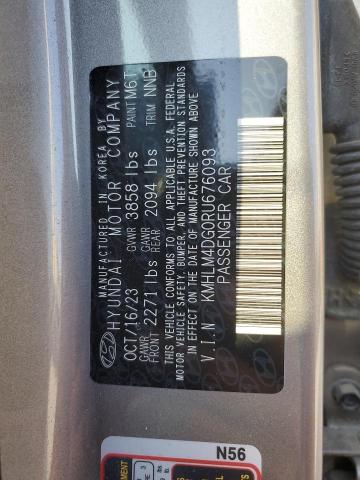 MANUFACTURED IN KOREA BY
HYUNDAI MOTOR COMPANY
OCT/16/23 GVWR 3858 lbs PAINT M6T
GAWR FRONT 2271 lbs GAWR REAR 2094 lbs TRIM NNB
THIS VEHICLE CONFORMS TO ALL APPLICABLE U.S.A. FEDERAL
MOTOR VEHICLE SAFETY, BUMPER, AND THEFT PREVENTION
STANDARDS IN EFFECT ON THE DATE OF MANUFACTURE SHOWN ABOVE
V.I.N KMHLM4DG0RU676093
PASSENGER CAR
N56